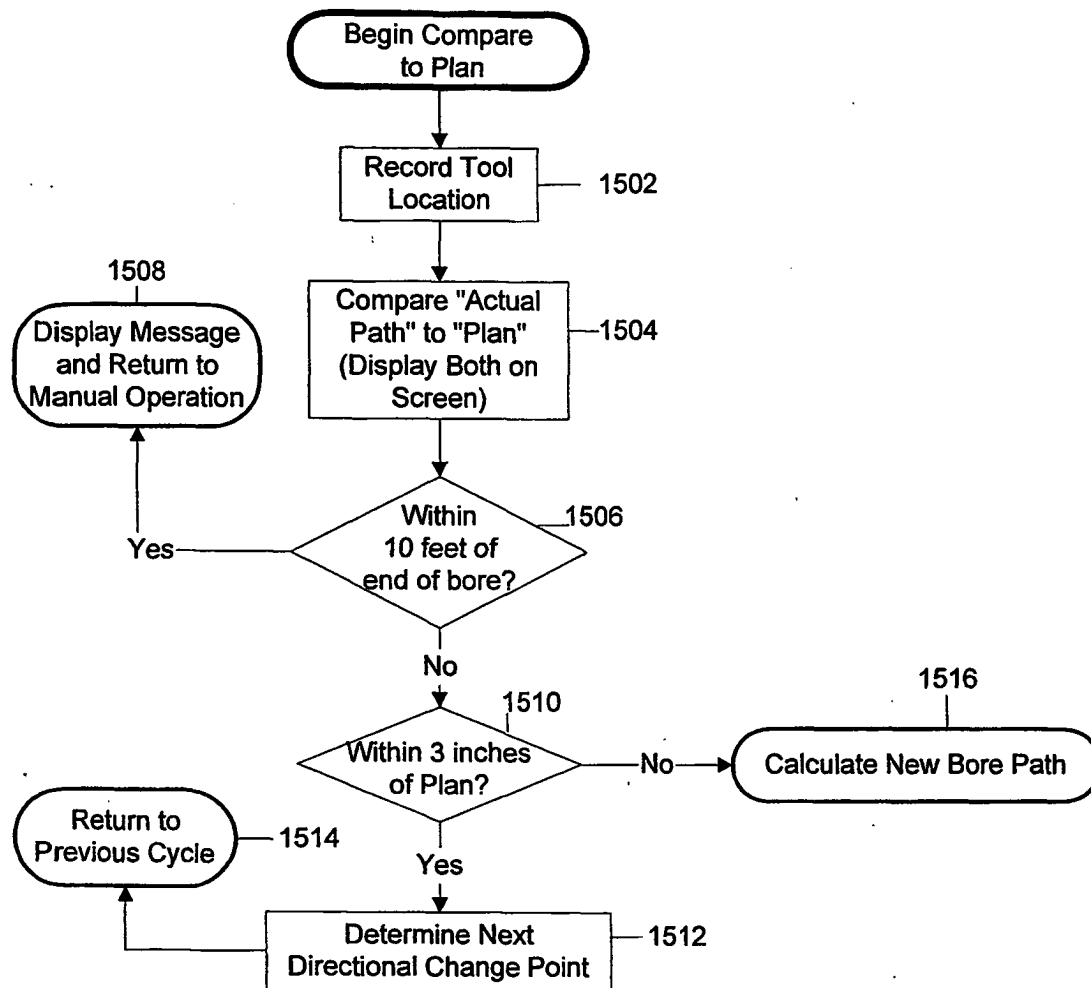 Begin Compare
to Plan
Record Tool
Location
1502
1508
Display Message
and Return to
Manual Operation
Compare "Actual
Path" to "Plan"
(Display Both on
Screen)
1504
Within
10 feet of
end of bore?
1506
Yes
No
1510
Within 3 inches
of Plan?
No
1516
Calculate New Bore Path
Return to
Previous Cycle
1514
Yes
Determine Next
Directional Change Point
1512